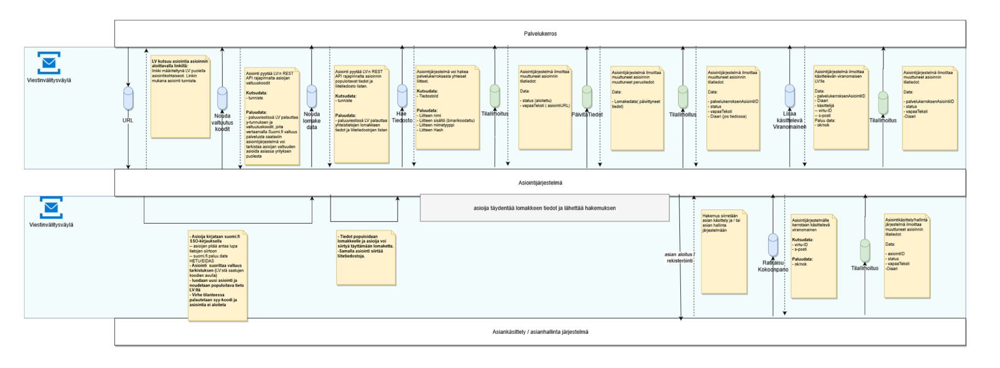 Palvelukerros
Viestinvälitysväylä
URL
LV kutsuu asiointia asioinnin
aloittavalla linkillä:
linkki määriteltynä LV puolella
asiointikohtaisesti. Linkin
mukana asiointi tunniste.
Nouda
valtuutus
koodit
Asiointi pyytää LV:n REST
API rajapinnalta asioijan
valtuuskoodit
Kutsudata:
- tunniste
Paluudata:
- paluuviestissä LV palauttaa
y-tunnuksen ja
valtuutuskoodit, joita
vertaamalla Suomi.fi valtuus
palvelusta saataviin
asiointijärjestelmä voi
tarkistaa asioijan valtuuden
asioida asiassa yrityksen
puolesta
Nouda
lomake
data
Asiointi pyytää LV:n REST
API rajapinnalta asioinnin
populoitavat tiedot ja
liitetiedosto listan.
Kutsudata:
- tunniste
Paluudata:
- paluuviestissä LV palauttaa
yhteistietojen lomakkeen
tiedot ja liitetiedostojen listan
Hae
Tiedosto
Asiointijärjestelmä voi hakea
palvelukerroksesta yhteiset
liitteet.
Kutsudata:
- TiedostoId
Paluudata:
- Liitteen nimi
- Liitteen sisältö (binarikoodattu)
- Liitteen mimetyyppi
- Liitteen Hash
TilaIlmoitus
Asiointijärjestelmä ilmoittaa
muuttuneet asioinnin
tilatiedot:
Data:
- status (aloitettu)
- vapaaTeksti ( asiointiURL)
PäivitäTiedot
Asiointijärjestelmä ilmoittaa
muuttuneet asioinnin
muuttuneet perustiedot:
Data:
- Lomakedata( päivittyneet
tiedot)
TilaIlmoitus
Asiointijärjestelmä ilmoittaa
muuttuneet asioinnin
tilatiedot:
Data:
- palvelukerroksenAsiointiID
- status
- vapaaTeksti
- Diaari (jos tiedossa)
Lisää
käsittelevä
Viranomainen
Asiointijärjestelmä ilmoittaa
käsittelevän viranomaisen
LV:lle
Data:
- palvelukerroksenAsiointiID
- Diaari
- käsittelijä
-- virtu-ID
-- s-posti
Paluu data:
- ok/nok
TilaIlmoitus
Asiointijärjestelmä ilmoittaa
muuttuneet asioinnin
tilatiedot:
Data:
- palvelukerroksenAsiointiID
- status
- vapaaTeksti
-Diaari
Asiointijärjestelmä
Viestinvälitysväylä
- Asioija kirjataan suomi.fi
SSO-kirjauksella
-- asioijan pitää antaa lupa
tietojen siirtoon
-- suomi.fi paluu data
HETU/EIDAS
- Asiointi suorittaa valtuus
tarkistuksen (LV:stä saatujen
koodien avulla)
- luodaan uusi asiointi ja
noudetaan populoitava tieto
LV:ltä
- Virhe tilanteessa
palautetaan syy-koodi ja
asiointia ei aloiteta
- Tiedot populoidaan
lomakkeelle ja asioija voi
siirtyä täyttämään lomaketta.
-Samalla asiointi siirtää
liitetiedostoja.
asioija täydentää lomakkeen tiedot ja lähettää hakemuksen
asian aloitus /
rekisteröinti
Hakemus siirretään
asian käsittely ja / tai
asian hallinta
järjestelmään
Ratkaisu
Kokoonpano
Asiointijärjestelmälle
kerrotaan käsittelevä
viranomainen
Kutsudata:
- virtu-ID
- s-posti
Paluudata:
- ok/nok
TilaIlmoitus
Asiointikäsittely/hallinta
järjestelmä ilmoittaa
muuttuneet asioinnin
tilatiedot:
Data:
- asiointiID
- status
- vapaaTeksti
-Diaari
Asiankäsittely / asianhallinta järjestelmä